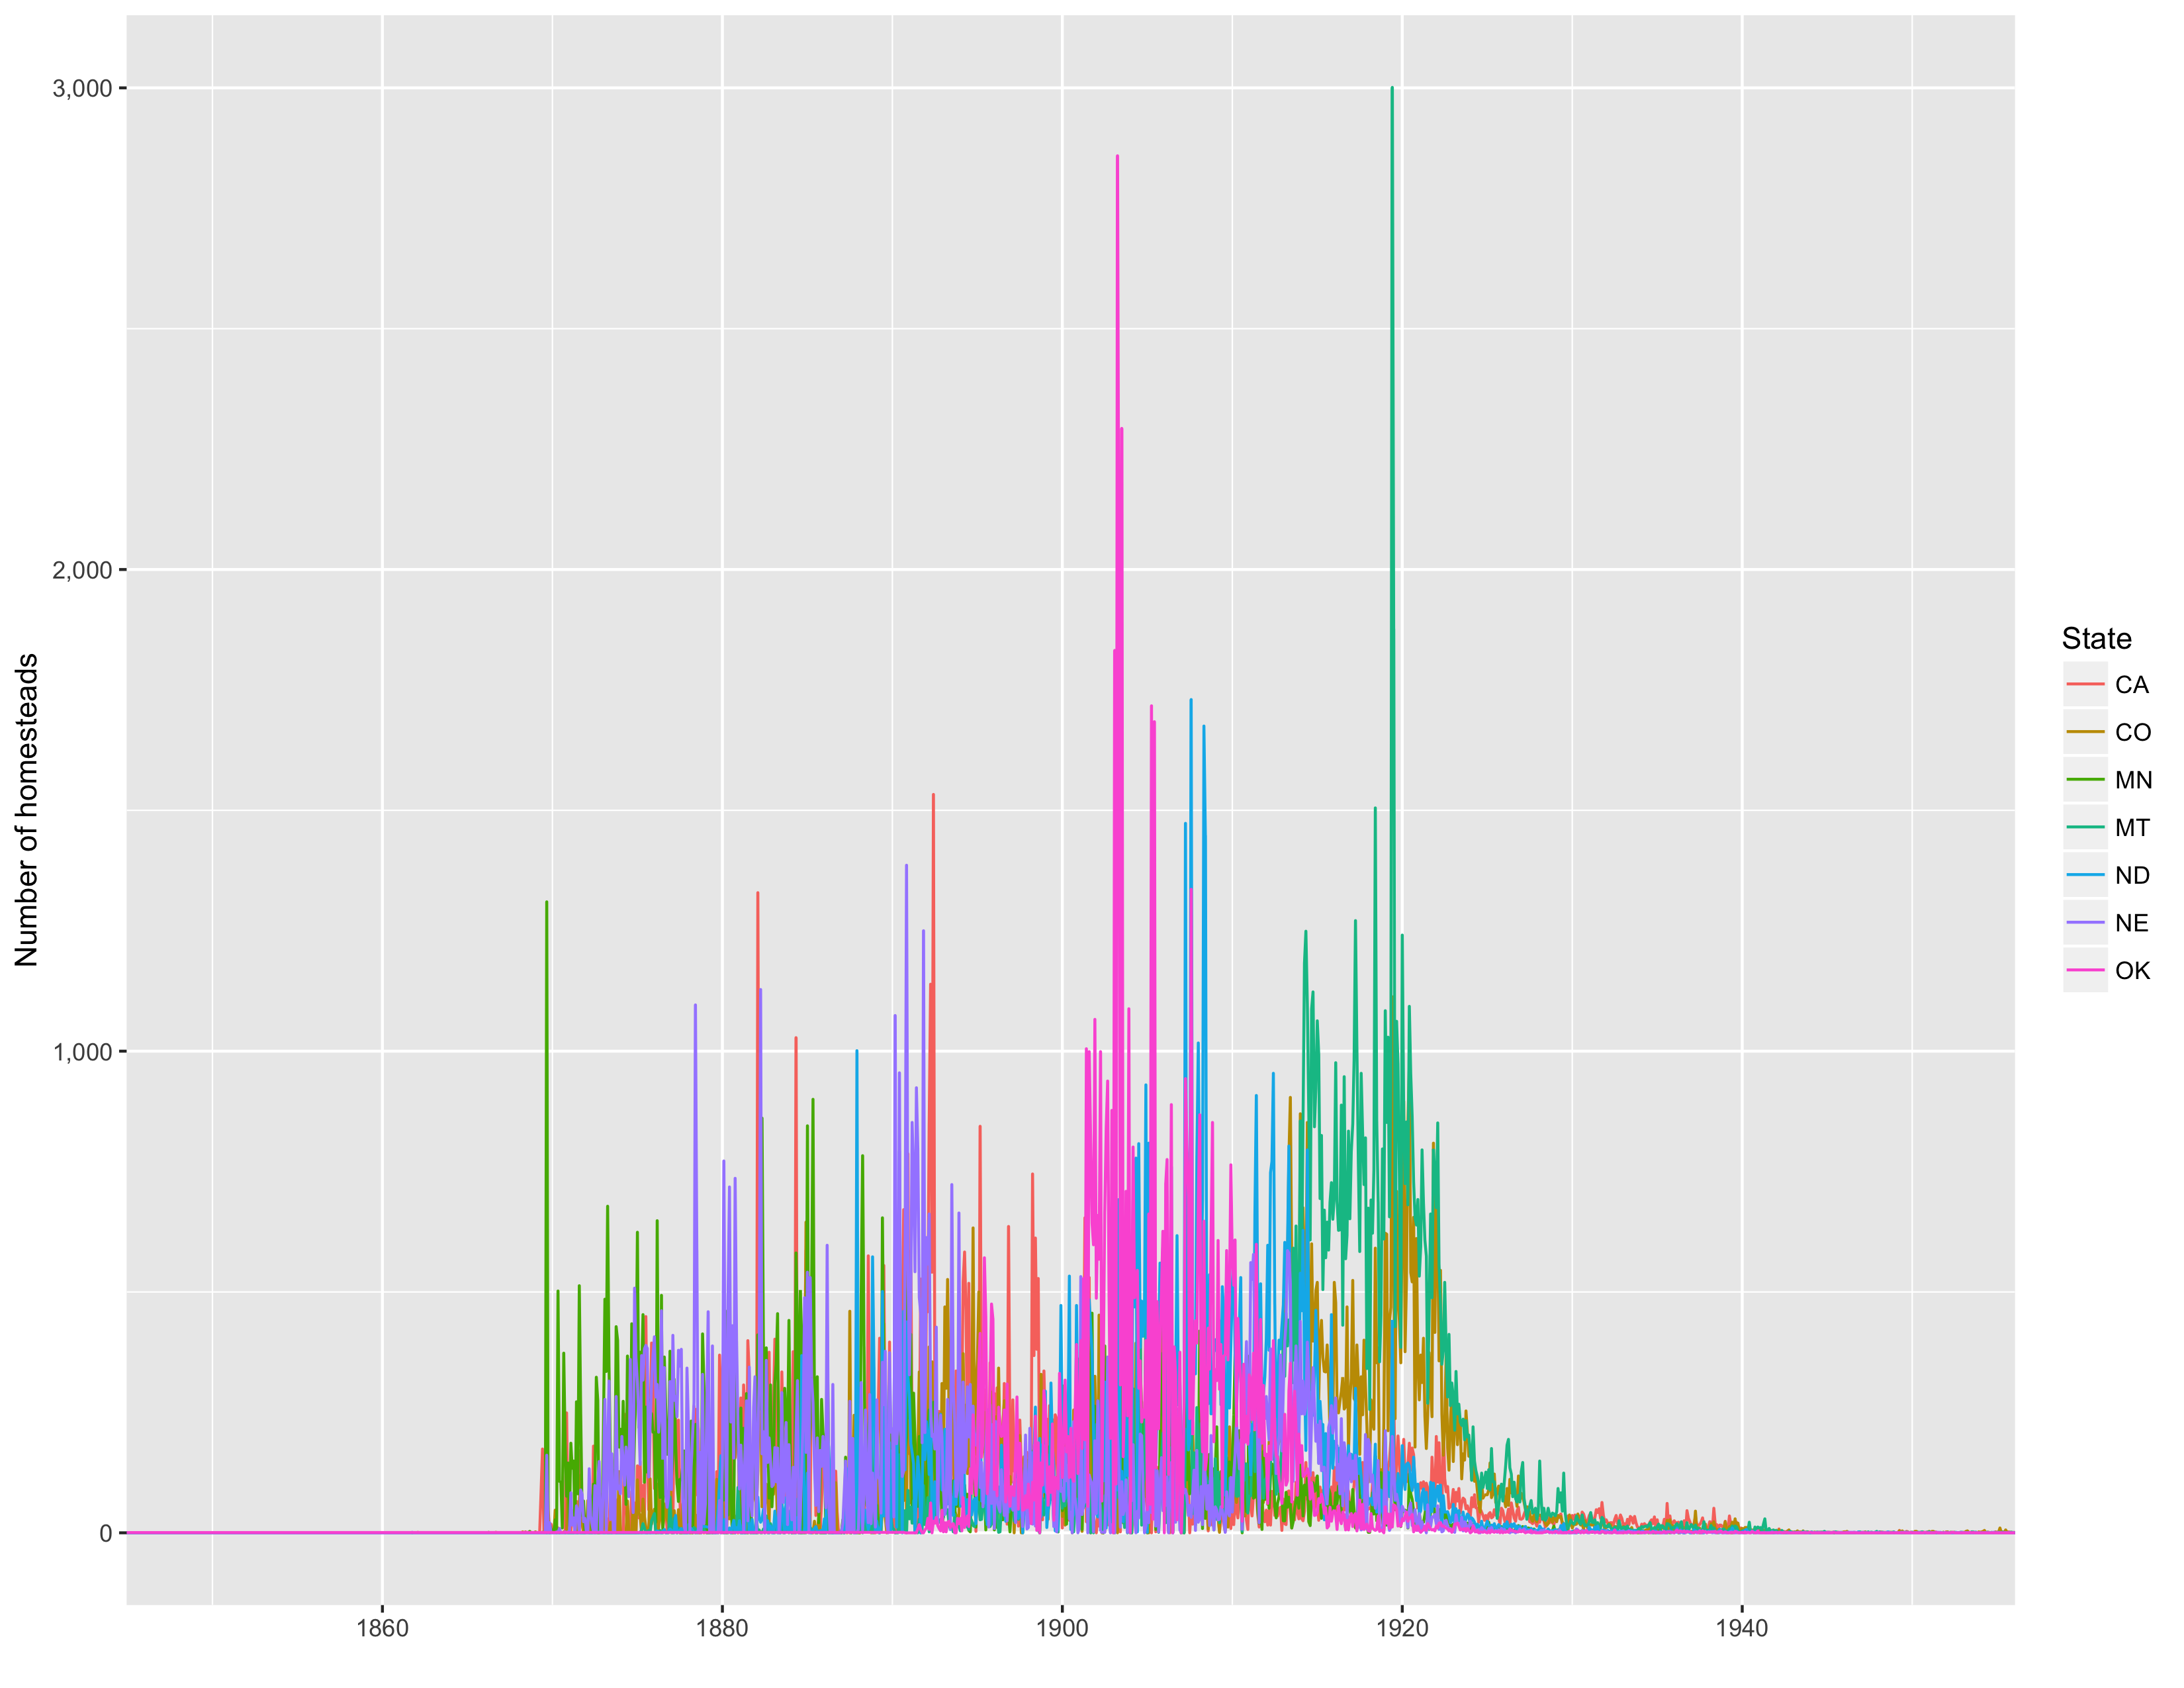 3,000
2,000
1,000
0
Number of homesteads
1860
1880
1900
1920
1940
State
CA
CO
MN
MT
ND
NE
OK